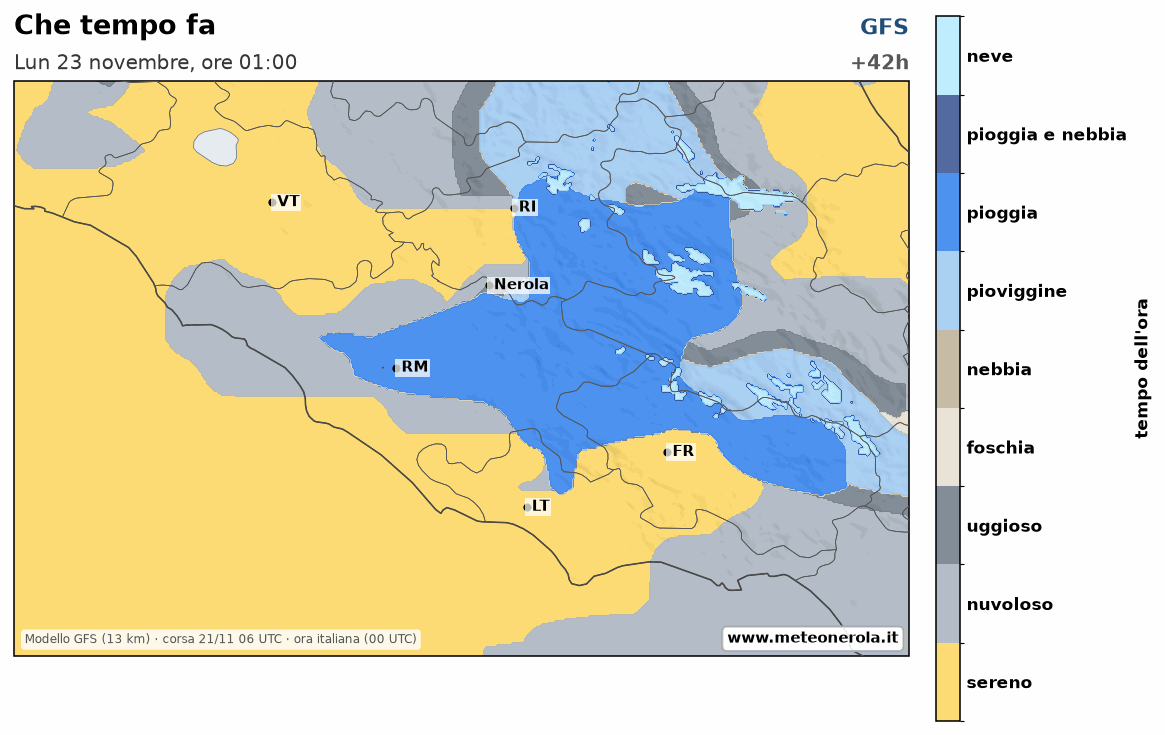 Che tempo fa
GFS
Lun 23 novembre, ore 01:00
+42h
neve
pioggia e nebbia
pioggia
pioviggine
nebbia
foschia
uggioso
nuvoloso
sereno
tempo dell'ora
VT
RI
Nerola
RM
FR
LT
Modello GFS (13 km) · corsa 21/11 06 UTC · ora italiana (00 UTC)
www.meteonerola.it